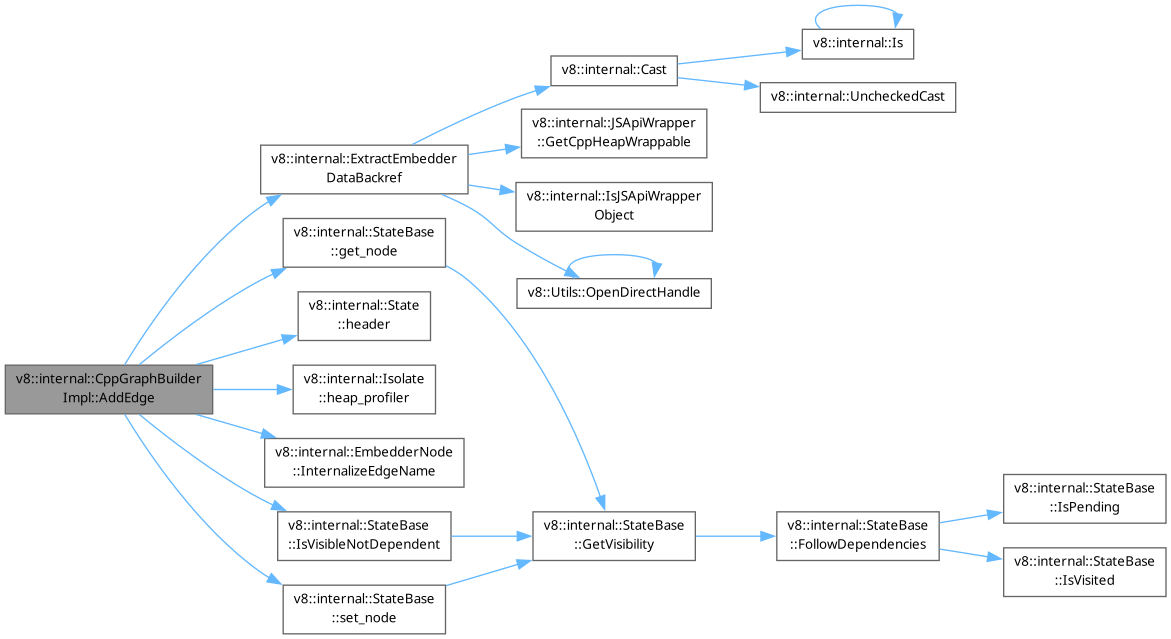 v8::internal::CppGraphBuilder
Impl::AddEdge
v8::internal::ExtractEmbedder
DataBackref
v8::internal::StateBase
::get_node
v8::internal::State
::header
v8::internal::Isolate
::heap_profiler
v8::internal::EmbedderNode
::InternalizeEdgeName
v8::internal::StateBase
::IsVisibleNotDependent
v8::internal::StateBase
::set_node
v8::internal::Cast
v8::internal::JSApiWrapper
::GetCppHeapWrappable
v8::internal::IsJSApiWrapper
Object
v8::Utils::OpenDirectHandle
v8::internal::StateBase
::GetVisibility
v8::internal::Is
v8::internal::UncheckedCast
v8::internal::StateBase
::FollowDependencies
v8::internal::StateBase
::IsPending
v8::internal::StateBase
::IsVisited